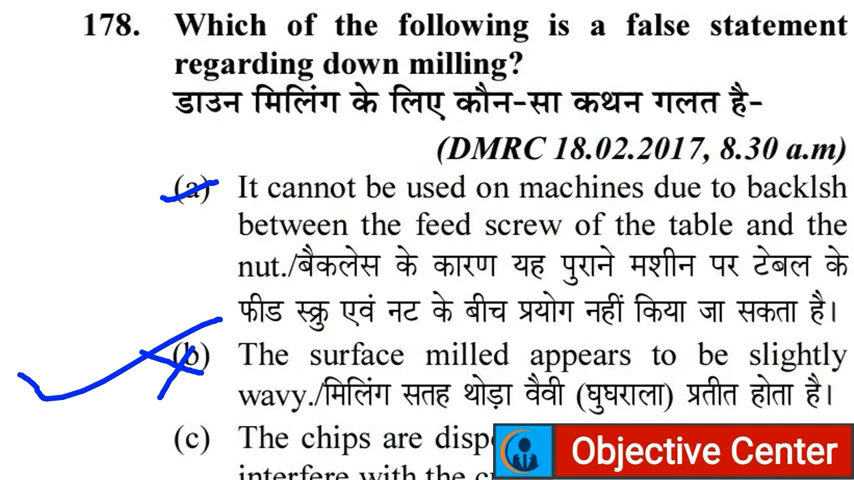 178. Which of the following is a false statement
regarding down milling?
डाउन मिलिंग के लिए कौन-सा कथन गलत है-
(DMRC 18.02.2017, 8.30 a.m)
(a) It cannot be used on machines due to backlsh
between the feed screw of the table and the
nut./बैकलेस के कारण यह पुराने मशीन पर टेबल के
फीड स्क्रु एवं नट के बीच प्रयोग नहीं किया जा सकता है।
(b) The surface milled appears to be slightly
wavy./मिलिंग सतह थोड़ा वैवी (घुघराला) प्रतीत होता है।
(c) The chips are
interfere with the
Objective Center